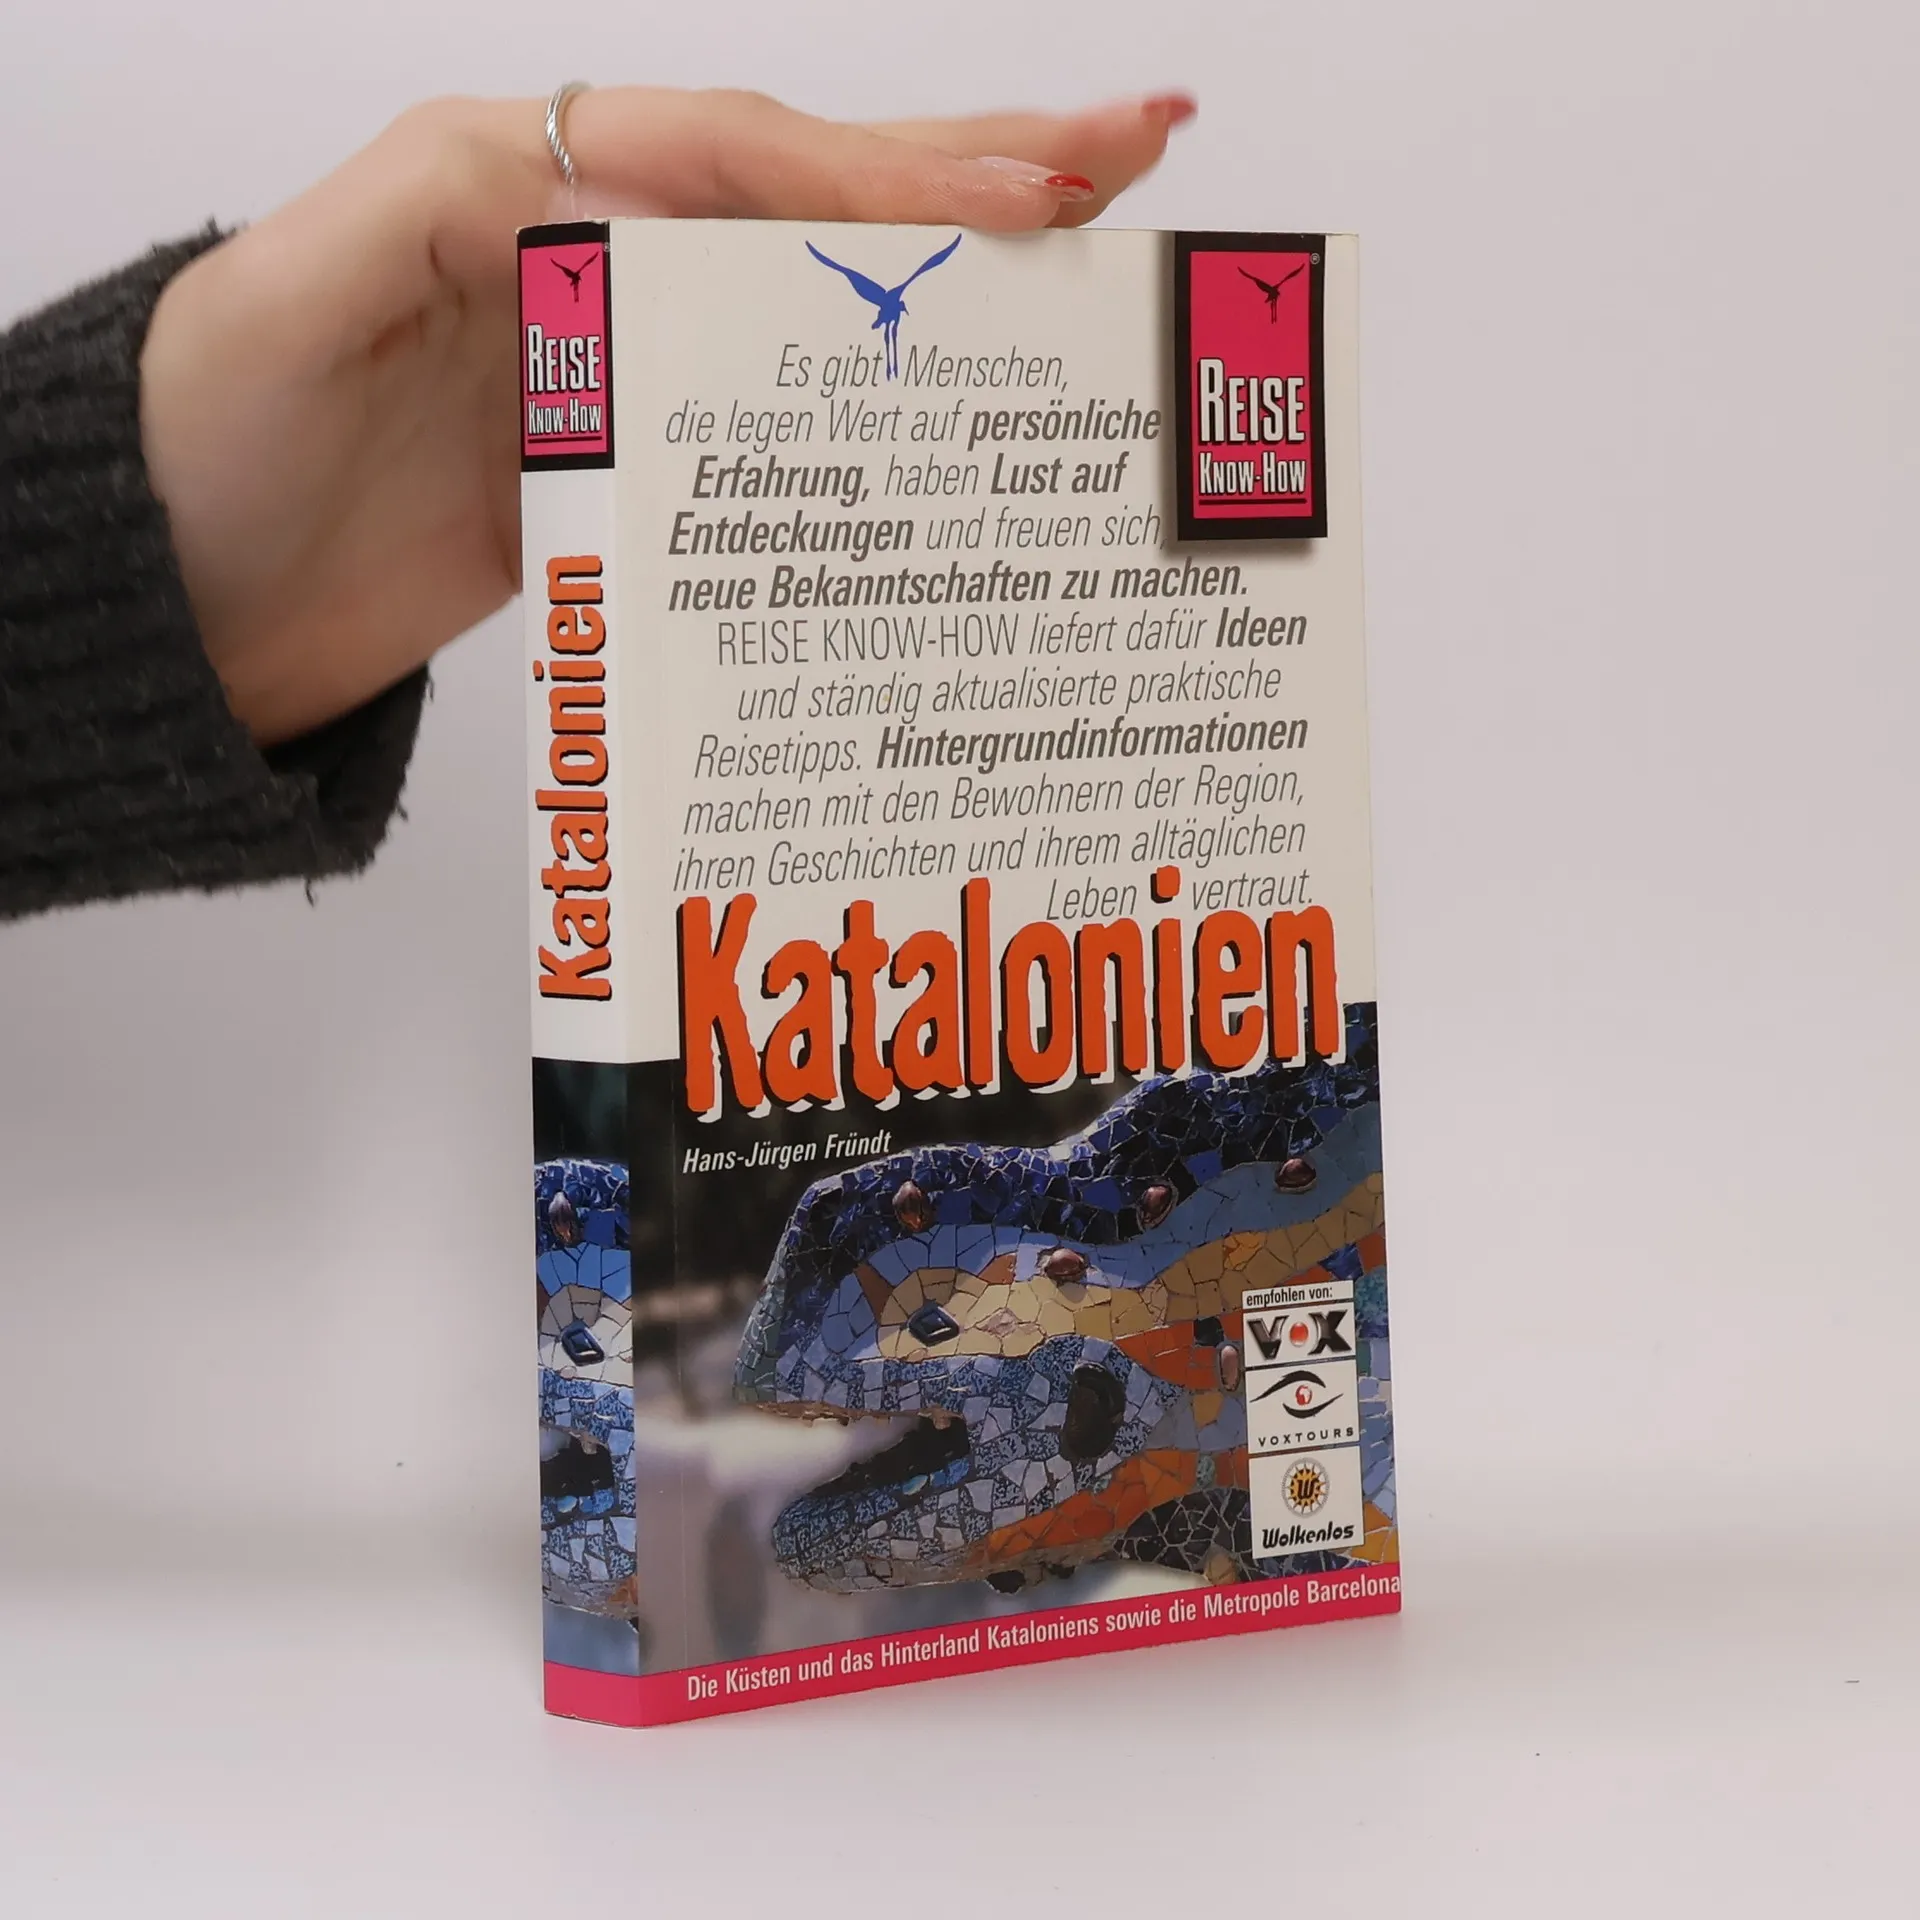 REISE
KNOW-HOW
Katalonien
Es gibt Menschen,
die legen Wert auf persönliche
Erfahrung, haben Lust auf
Entdeckungen und freuen sich,
neue Bekanntschaften zu machen.
REISE KNOW-HOW liefert dafür Ideen
und ständig aktualisierte praktische
Reisetipps. Hintergrundinformationen
machen mit den Bewohnern der Region,
ihren Geschichten und ihrem alltäglichen
Leben vertraut.
®
REISE
KNOW-HOW
Katalonien
Hans-Jürgen Fründt
empfohlen von:
VOX
VOXTOURS
W
Wolkenlos
Die Küsten und das Hinterland Kataloniens sowie die Metropole Barcelona